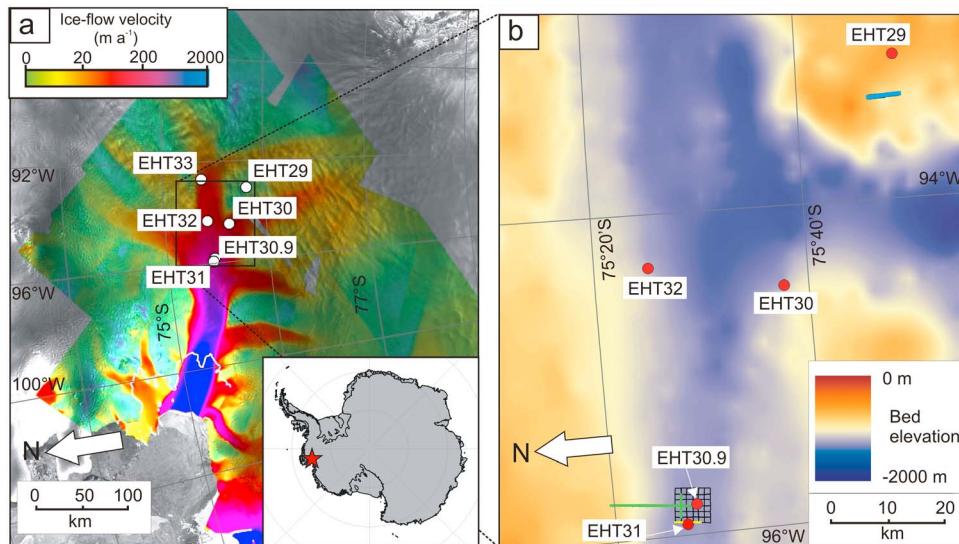 a
Ice-flow velocity
(m a⁻¹)
0 20 200 2000
92°W
96°W
100°W
75°S
77°S
EHT33
EHT29
EHT32
EHT30
EHT30.9
EHT31
N
0 50 100
km
b
EHT29
94°W
75°20'S
75°40'S
EHT32
EHT30
EHT30.9
EHT31
96°W
N
0 m
Bed
elevation
-2000 m
0 10 20
km